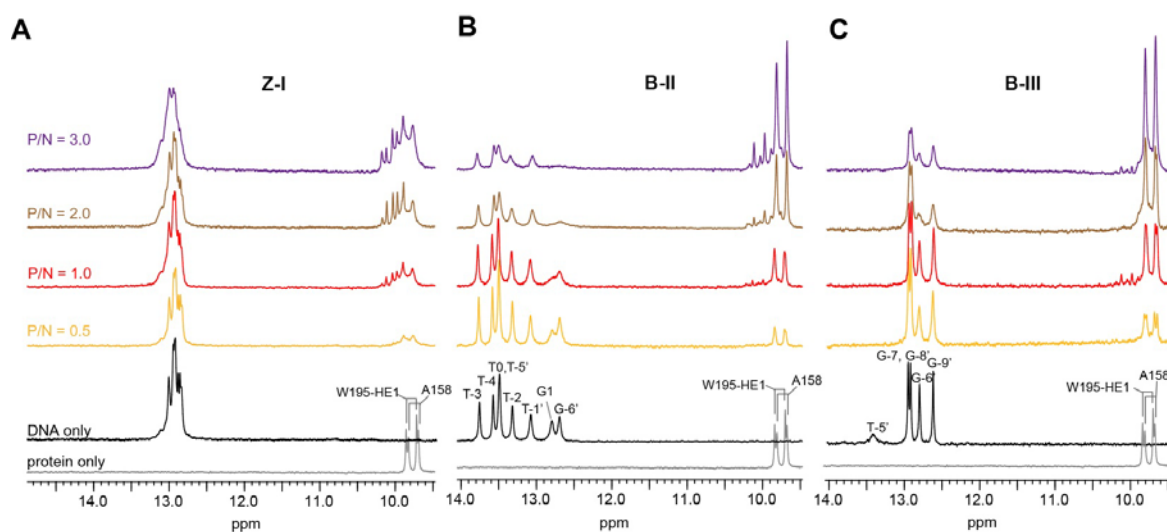 A
B
C
Z-I
B-II
B-III
P/N = 3.0
P/N = 2.0
P/N = 1.0
P/N = 0.5
DNA only
protein only
W195-HE1
A158
T-3
T-4
T0,T-5'
T-2
T-1'
G1
G-6'
W195-HE1
A158
T-5'
G-7, G-8'
G-6'
G-9'
W195-HE1
A158
14.0 13.0 12.0 11.0 10.0
14.0 13.0 12.0 11.0 10.0
14.0 13.0 12.0 11.0 10.0
ppm
ppm
ppm